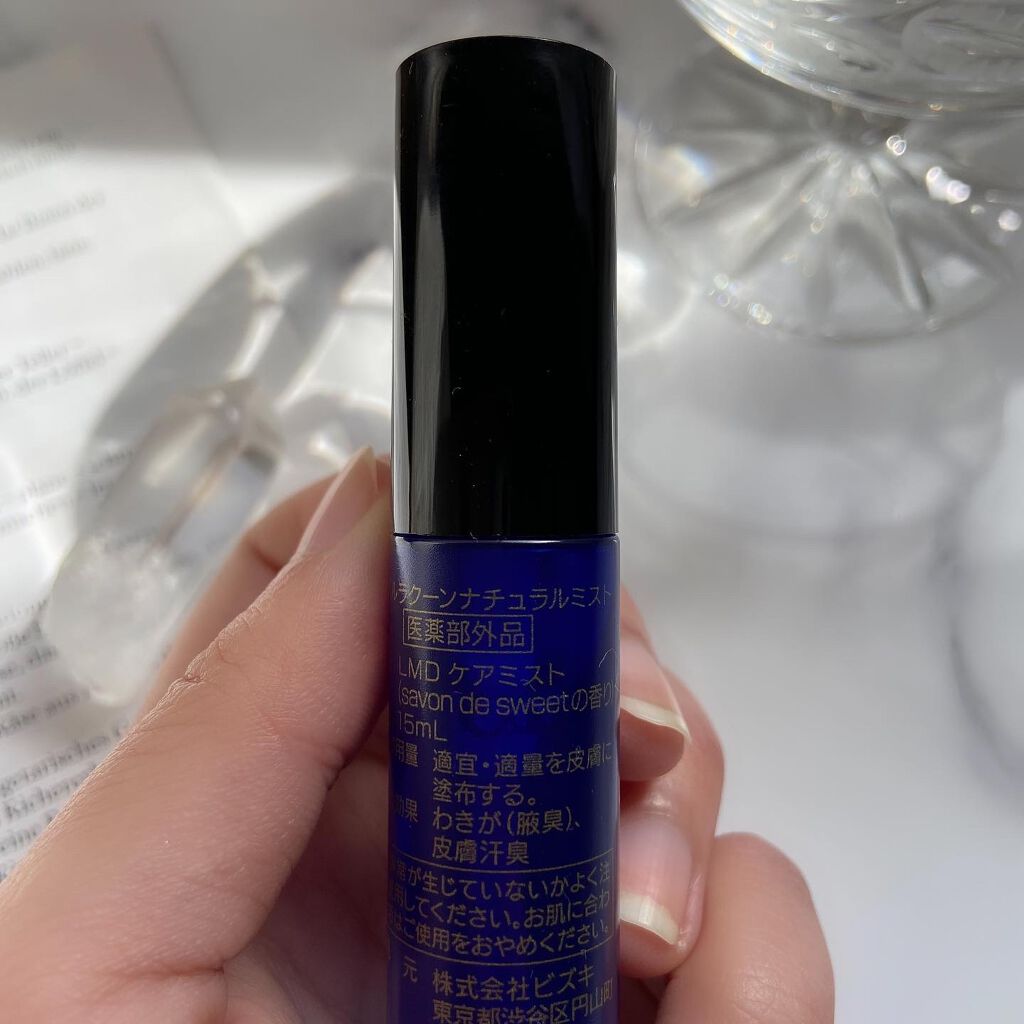 ラクーンナチュラルミスト
医薬部外品
LMD ケアミスト
(savon de sweetの香り)
15mL
用量 適宜・適量を皮膚に
塗布する。
効果 わきが(腋臭)、
皮膚汗臭
が生じていないかよく注
してください。お肌に合わ
はご使用をおやめください。
元 株式会社ビズキ
東京都渋谷区円山町